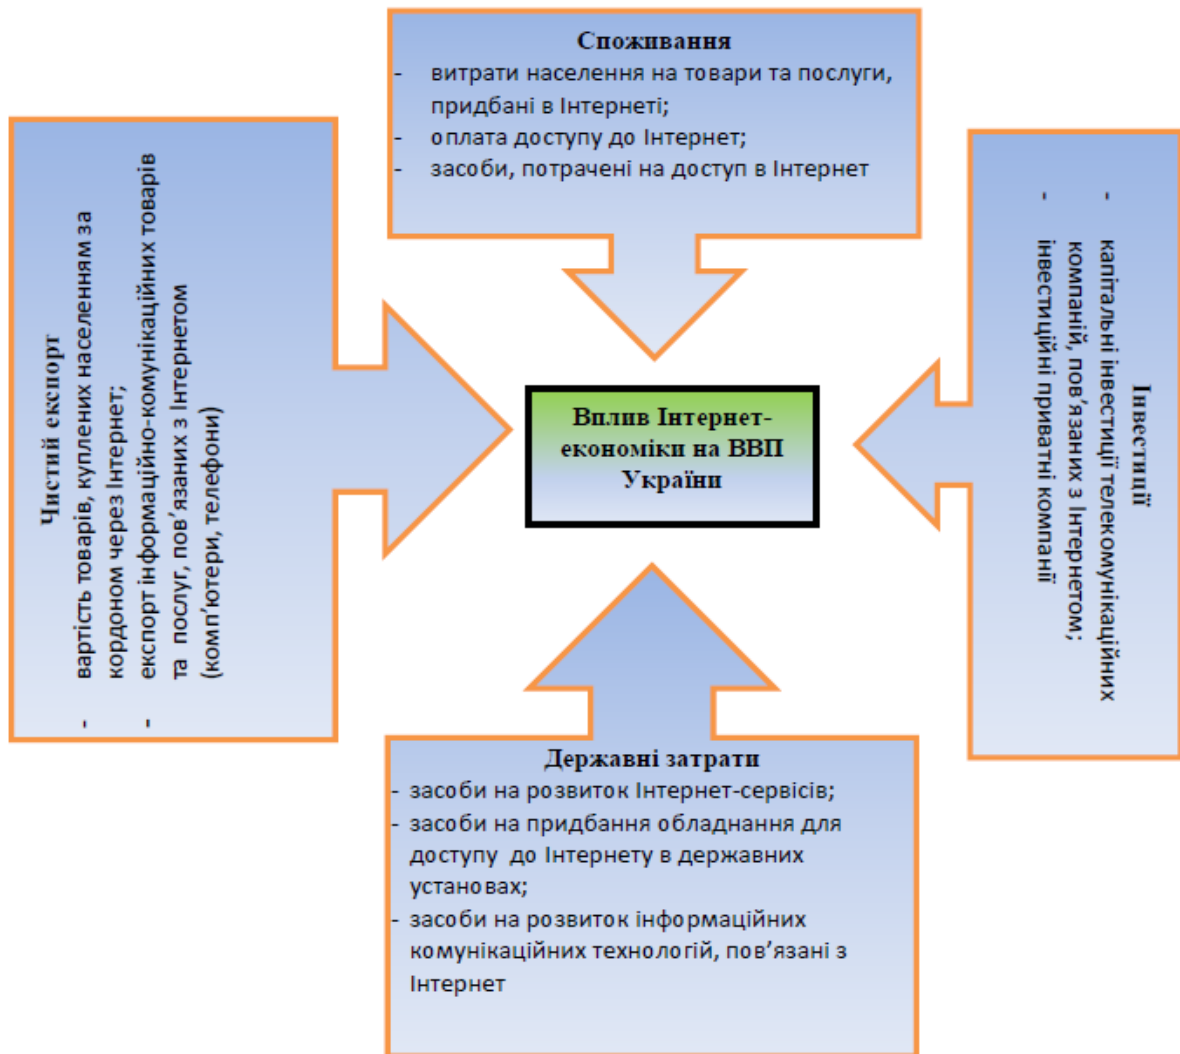 Споживання
- витрати населення на товари та послуги,
придбані в Інтернеті;
- оплата доступу до Інтернет;
- засоби, потрачені на доступ в Інтернет
Чистий експорт
- вартість товарів, куплених населенням за
кордоном через Інтернет;
- експорт інформаційно-комунікаційних товарів
та послуг, пов’язаних з Інтернетом
(комп’ютери, телефони)
Вплив Інтернет-
економіки на ВВП
України
Інвестиції
- капітальні інвестиції телекомунікаційних
компаній, пов’язаних з Інтернетом;
- інвестиційні приватні компанії
Державні затрати
- засоби на розвиток Інтернет-сервісів;
- засоби на придбання обладнання для
доступу до Інтернету в державних
установах;
- засоби на розвиток інформаційних
комунікаційних технологій, пов’язані з
Інтернет